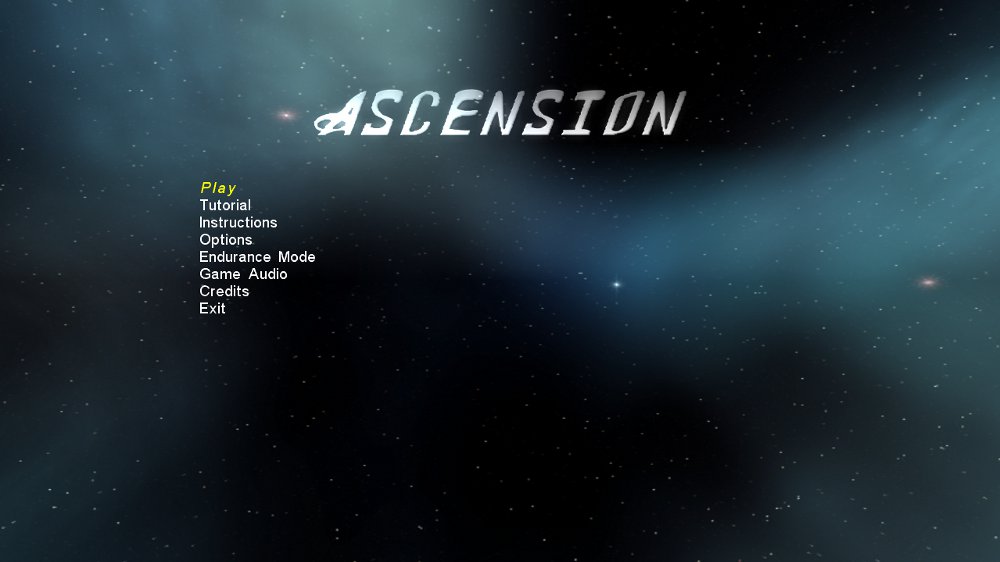 ASCENSION
Play
Tutorial
Instructions
Options
Endurance Mode
Game Audio
Credits
Exit